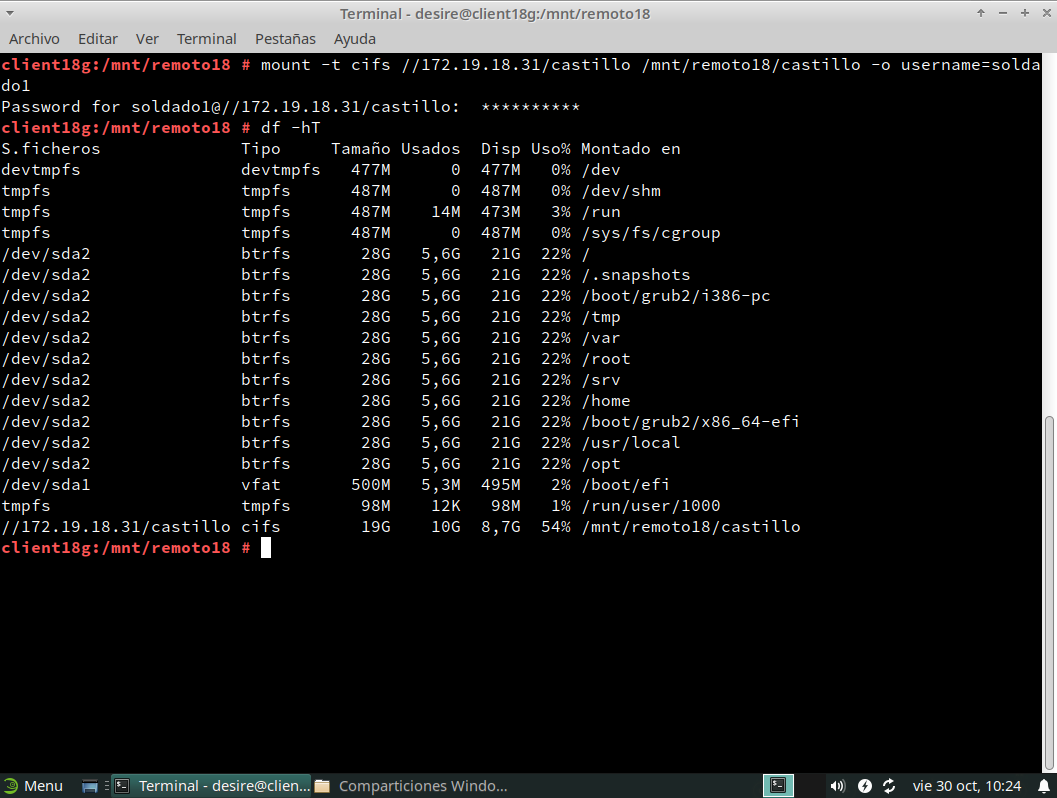 Terminal - desire@client18g:/mnt/remoto18
Archivo Editar Ver Terminal Pestañas Ayuda
client18g:/mnt/remoto18 # mount -t cifs //172.19.18.31/castillo /mnt/remoto18/castillo -o username=solda
do1
Password for soldado1@//172.19.18.31/castillo:  **********
client18g:/mnt/remoto18 # df -hT
S.ficheros              Tipo     Tamaño Usados  Disp Uso% Montado en
devtmpfs                devtmpfs   477M      0  477M   0% /dev
tmpfs                   tmpfs      487M      0  487M   0% /dev/shm
tmpfs                   tmpfs      487M    14M  473M   3% /run
tmpfs                   tmpfs      487M      0  487M   0% /sys/fs/cgroup
/dev/sda2               btrfs       28G   5,6G   21G  22% /
/dev/sda2               btrfs       28G   5,6G   21G  22% /.snapshots
/dev/sda2               btrfs       28G   5,6G   21G  22% /boot/grub2/i386-pc
/dev/sda2               btrfs       28G   5,6G   21G  22% /tmp
/dev/sda2               btrfs       28G   5,6G   21G  22% /var
/dev/sda2               btrfs       28G   5,6G   21G  22% /root
/dev/sda2               btrfs       28G   5,6G   21G  22% /srv
/dev/sda2               btrfs       28G   5,6G   21G  22% /home
/dev/sda2               btrfs       28G   5,6G   21G  22% /boot/grub2/x86_64-efi
/dev/sda2               btrfs       28G   5,6G   21G  22% /usr/local
/dev/sda2               btrfs       28G   5,6G   21G  22% /opt
/dev/sda1               vfat       500M   5,3M  495M   2% /boot/efi
tmpfs                   tmpfs       98M    12K   98M   1% /run/user/1000
//172.19.18.31/castillo cifs        19G    10G  8,7G  54% /mnt/remoto18/castillo
client18g:/mnt/remoto18 #
Menu Terminal - desire@clien... Comparticiones Windo... vie 30 oct, 10:24